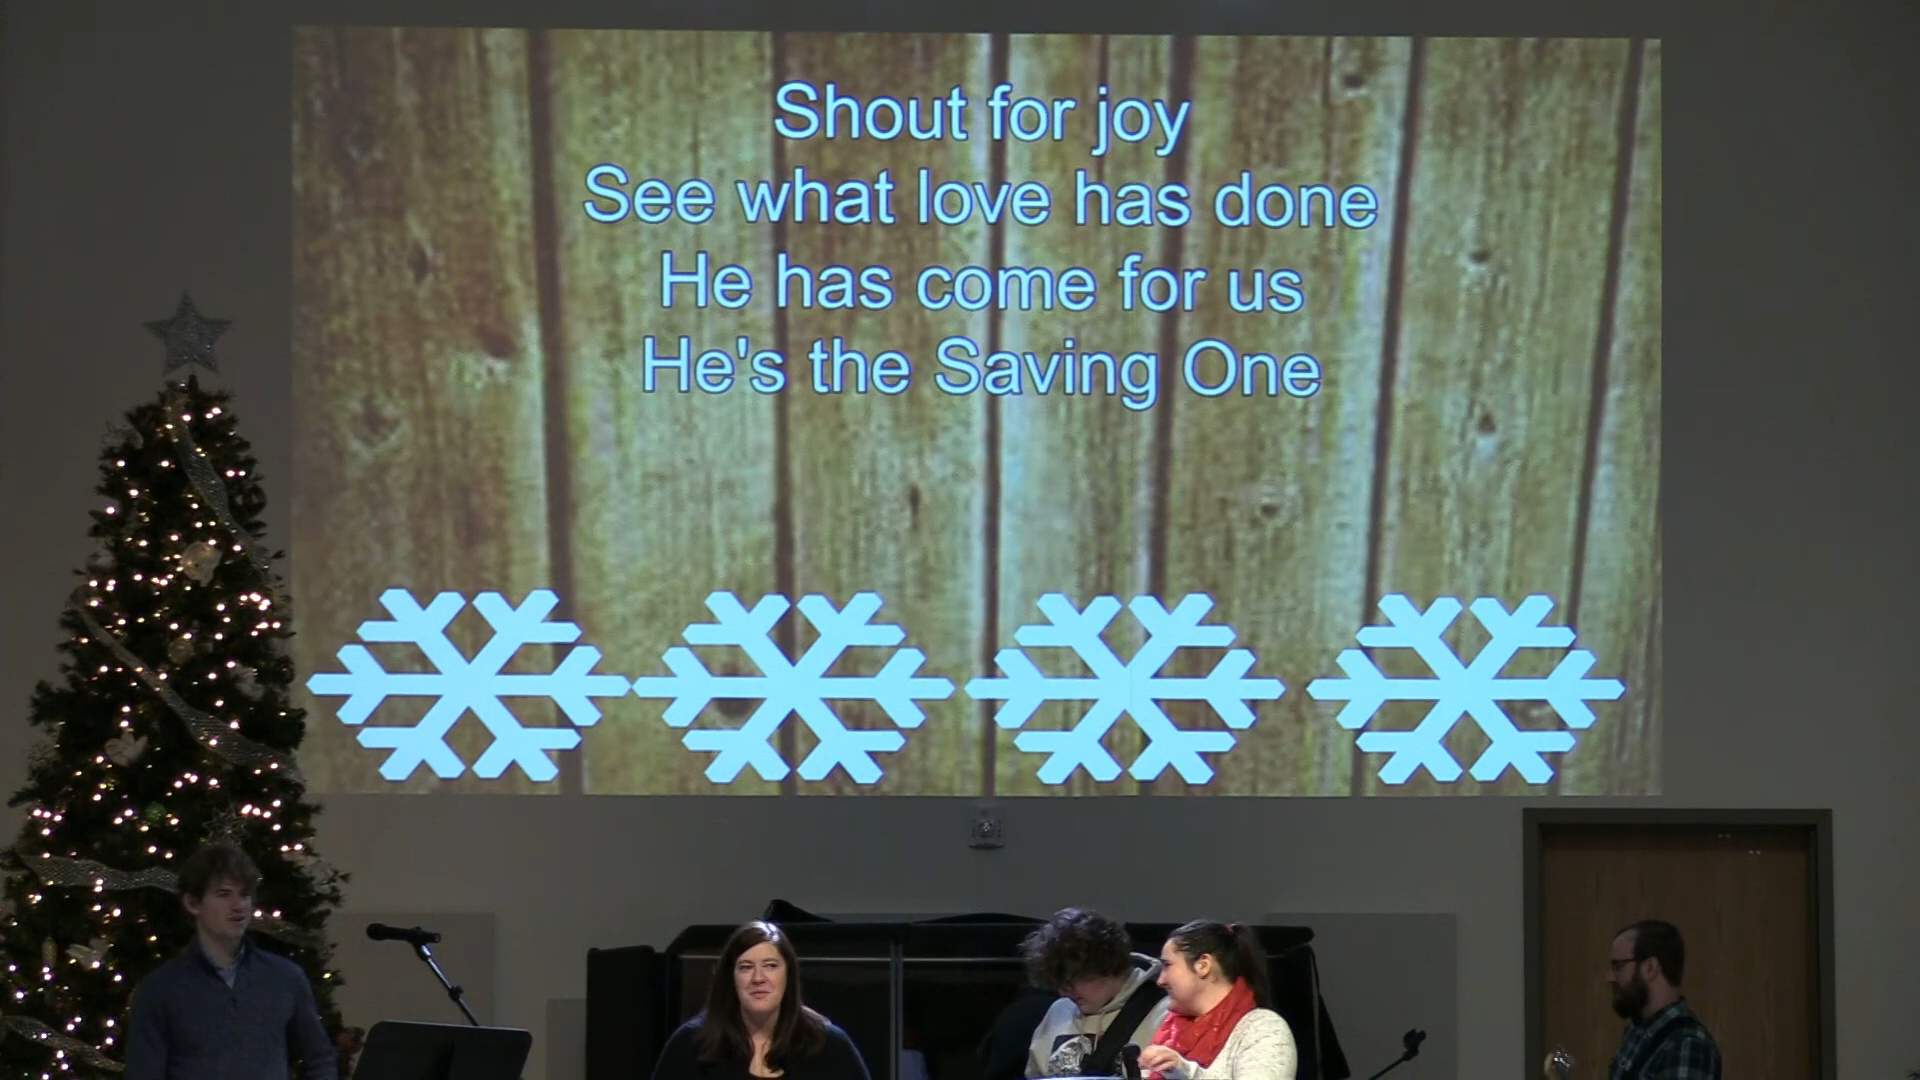 Shout for joy
See what love has done
He has come for us
He's the Saving One